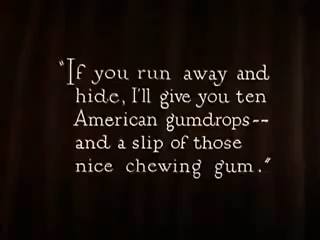 "If you run away and
hide, I'll give you ten
American gumdrops--
and a slip of those
nice chewing gum."